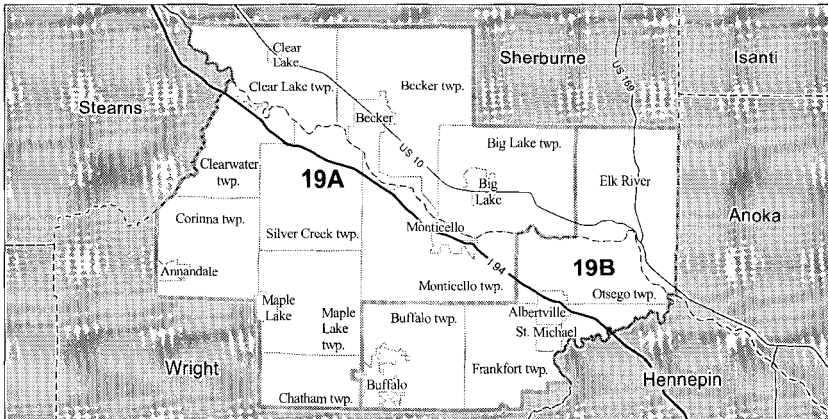 Clear
Lake
Sherburne
Isanti
US 169
Clear Lake twp.
Becker twp.
Stearns
Becker
US 10
Big Lake twp.
Clearwater
twp.
19A
Big
Lake
Elk River
Corinna twp.
Silver Creek twp.
Monticello
Anoka
Annandale
I 94
19B
Monticello twp.
Otsego twp.
Maple
Lake
Maple
Lake
twp.
Buffalo twp.
Albertville
St. Michael
Wright
Buffalo
Frankfort twp.
Hennepin
Chatham twp.